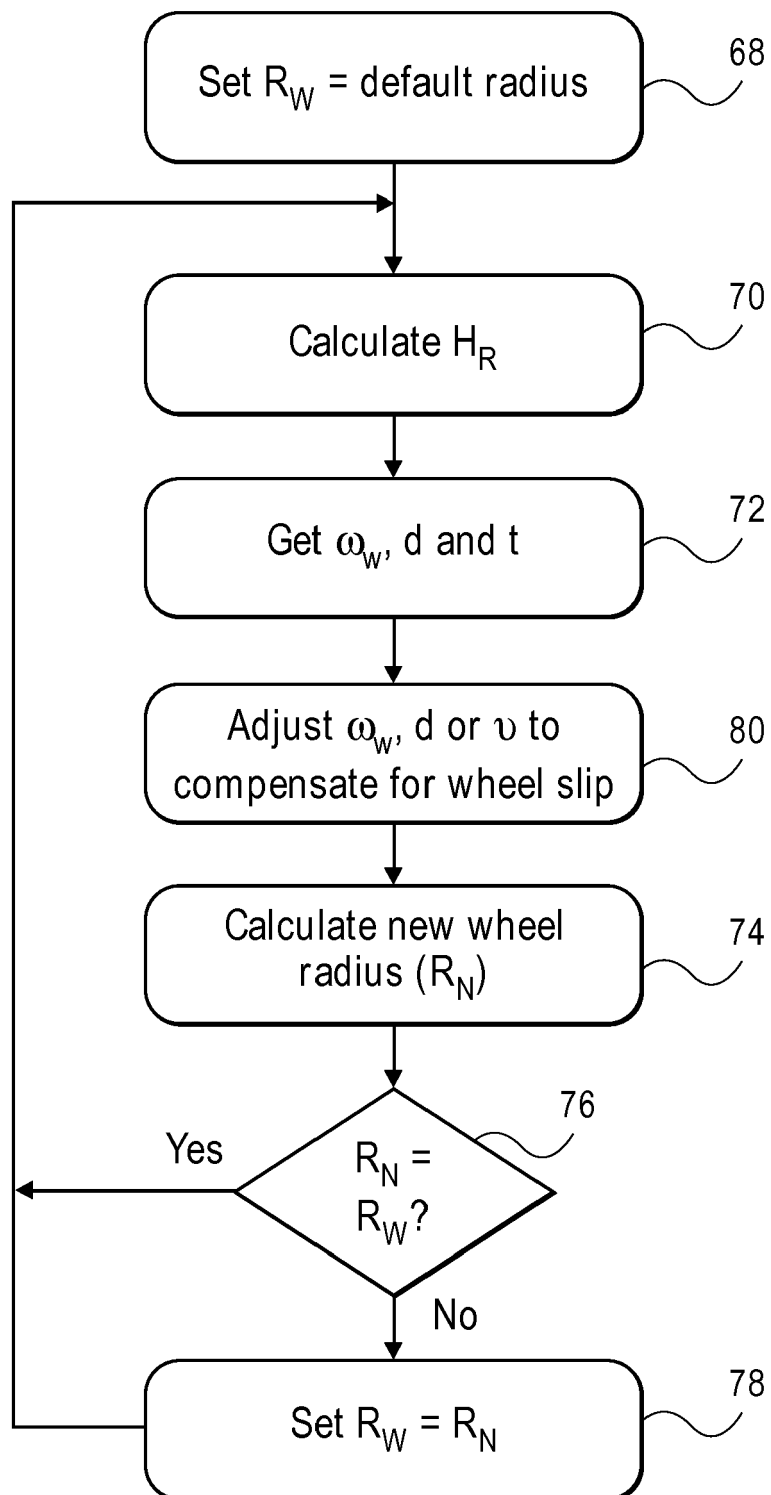 Set R_W = default radius
68
70
Calculate H_R
72
Get ω_w, d and t
Adjust ω_w, d or υ to
80
compensate for wheel slip
Calculate new wheel
74
radius (R_N)
76
Yes
R_N =
R_W?
No
78
Set R_W = R_N